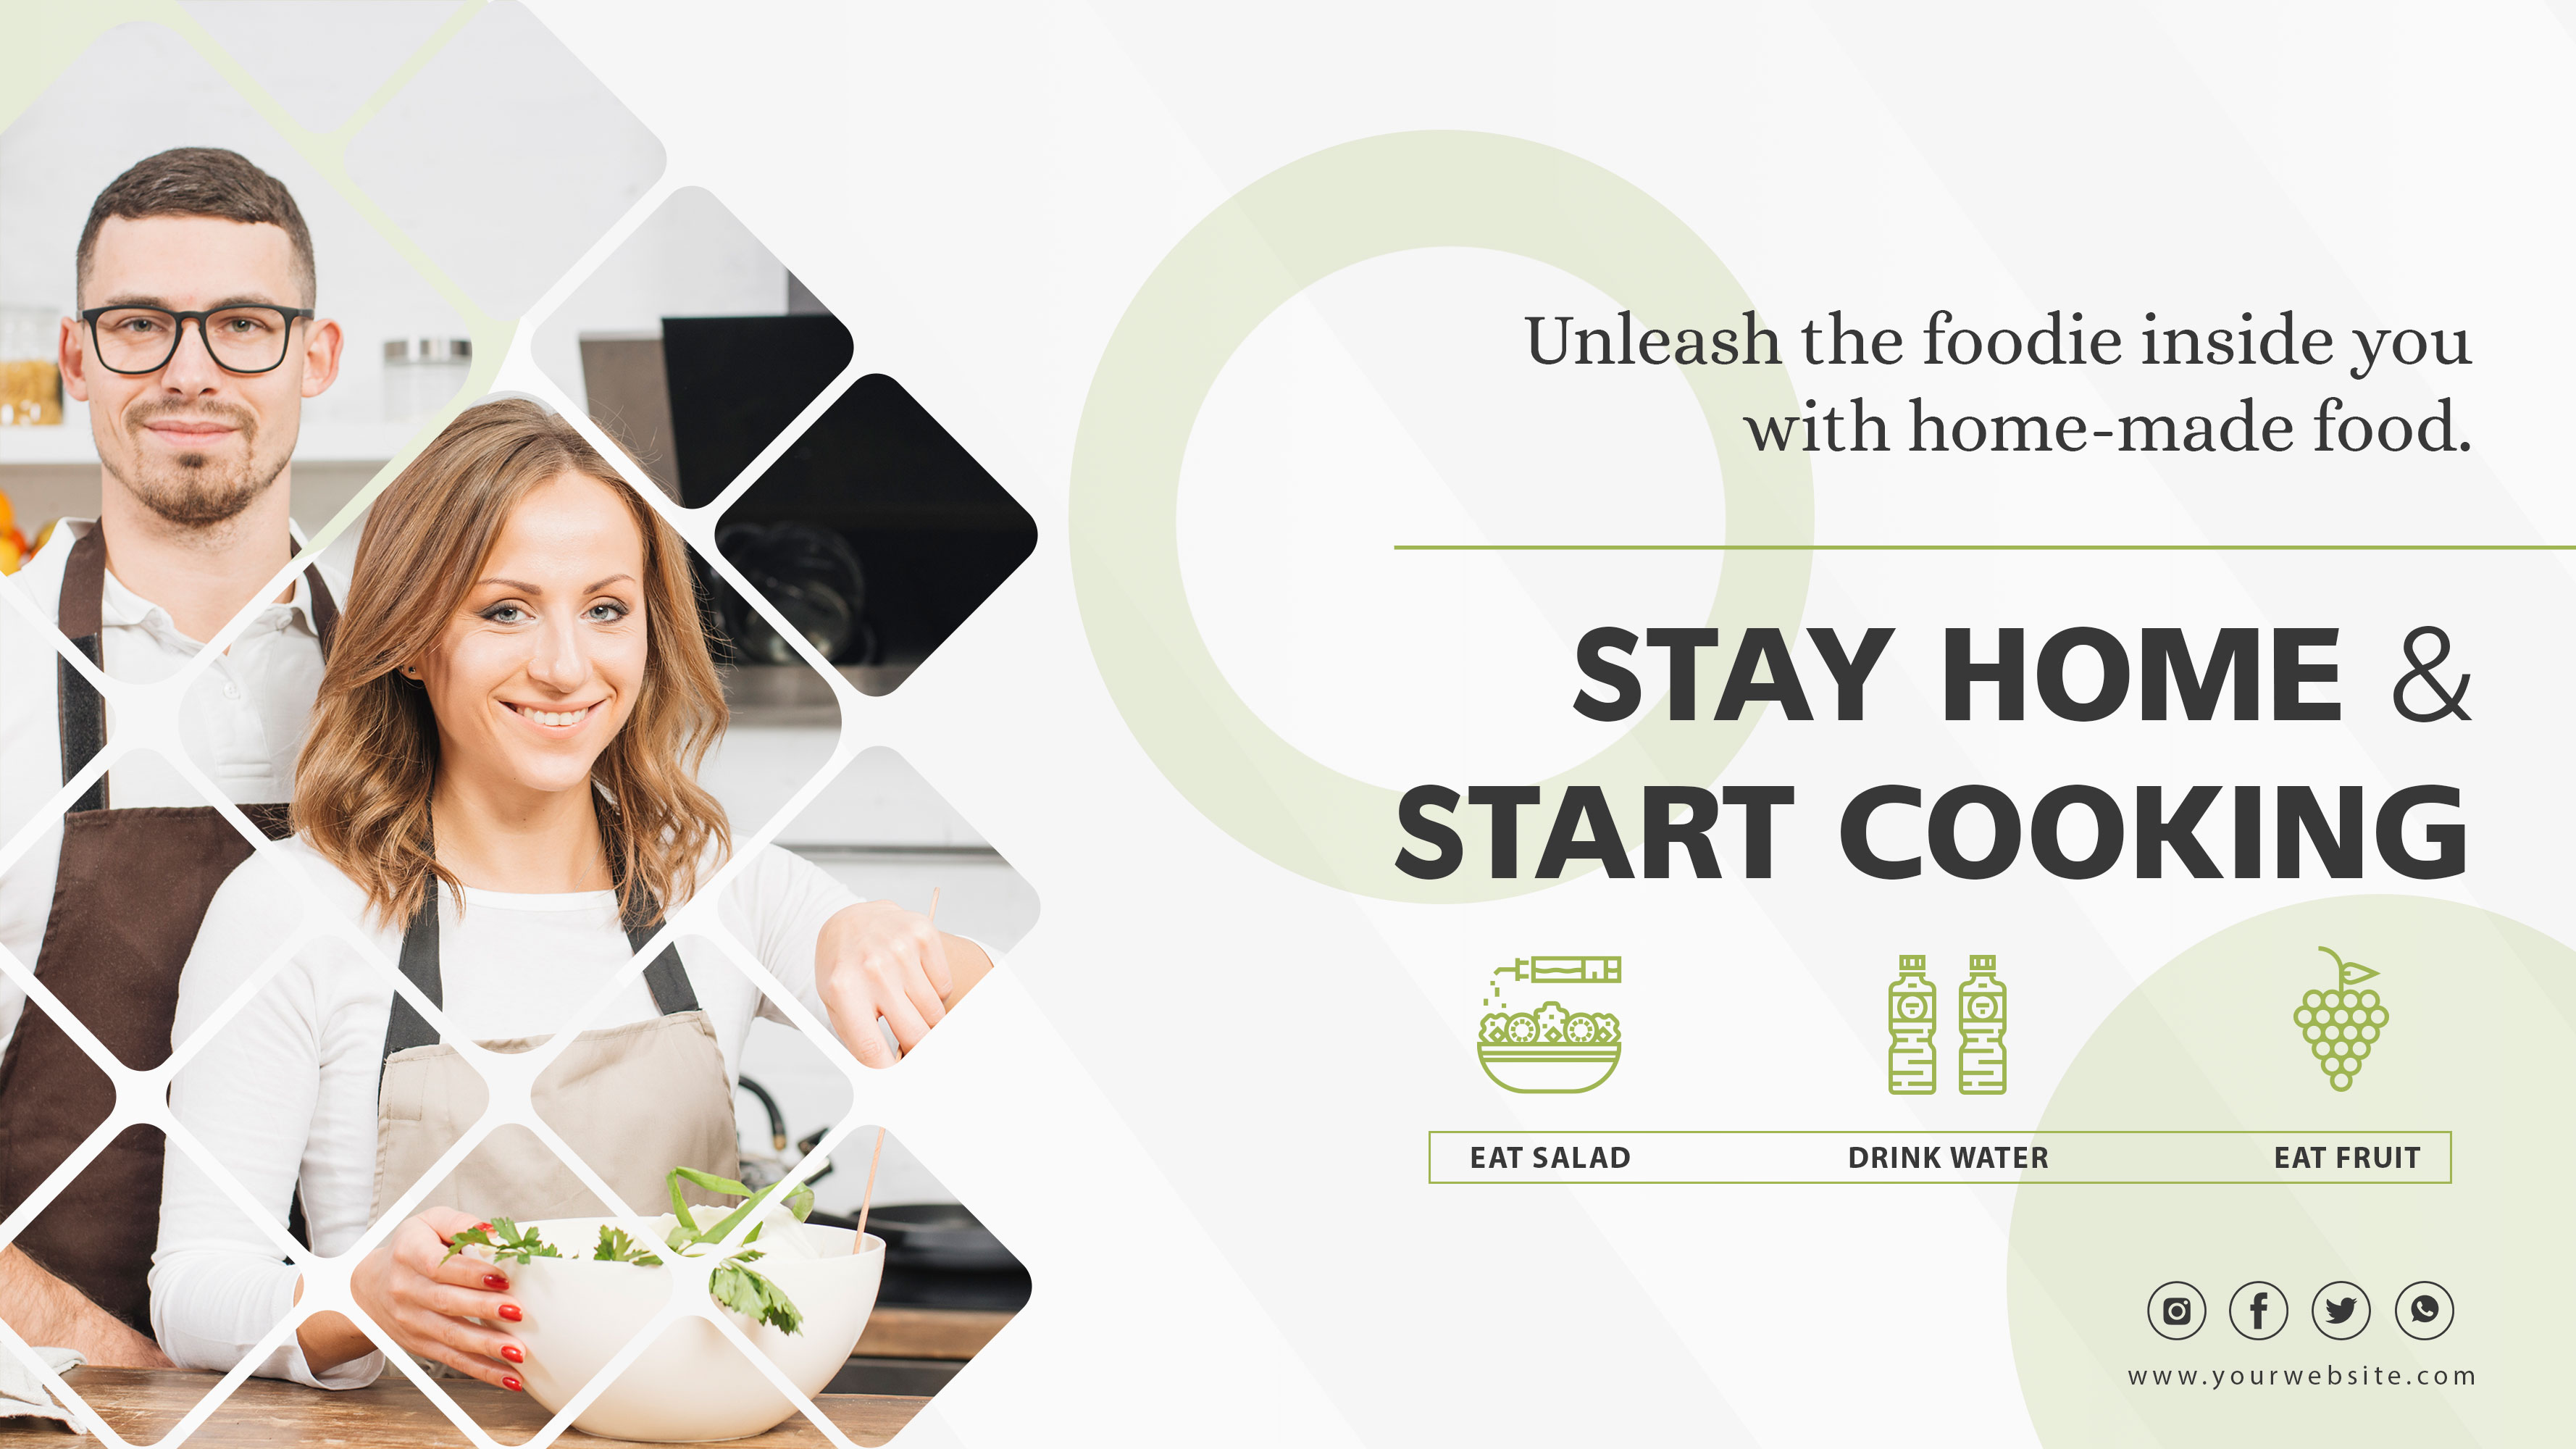 Unleash the foodie inside you
with home-made food.
STAY HOME &
START COOKING
EAT SALAD
DRINK WATER
EAT FRUIT
www.yourwebsite.com